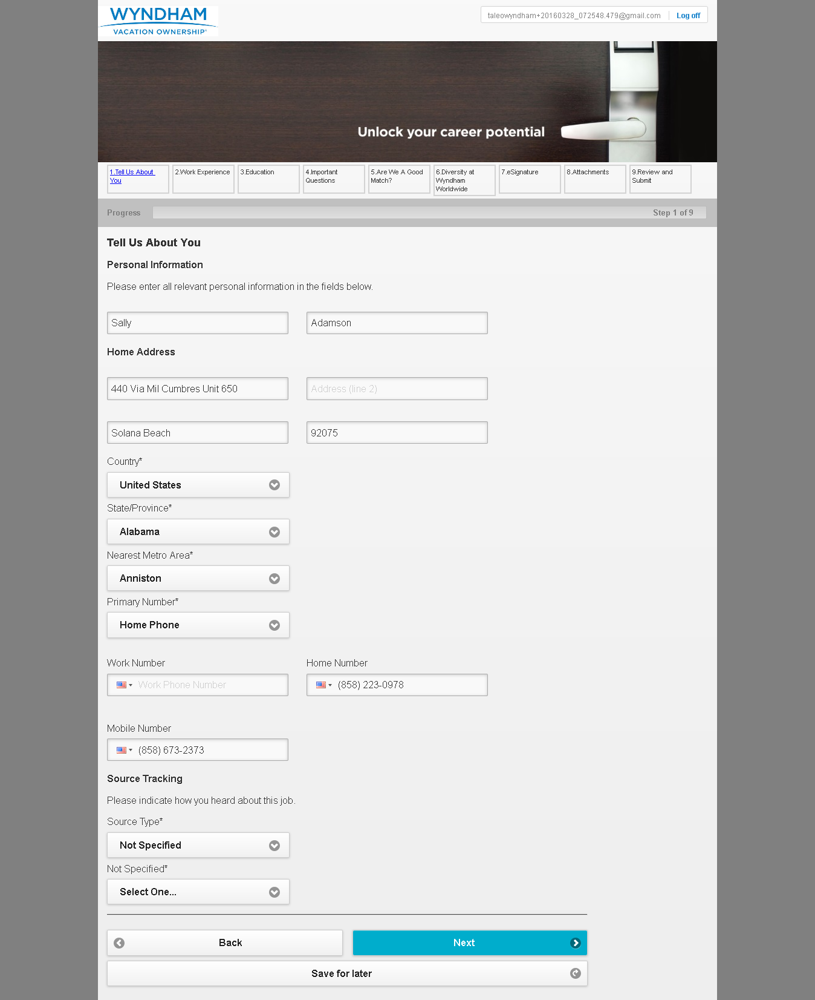 WYNDHAM
VACATION OWNERSHIP®
taleowyndham+20160328_072548.479@gmail.com
Log off
Unlock your career potential
1.Tell Us About
You
2.Work Experience
3.Education
4.Important
Questions
5.Are We A Good
Match?
6.Diversity at
Wyndham
Worldwide
7.eSignature
8.Attachments
9.Review and
Submit
Progress
Step 1 of 9
Tell Us About You
Personal Information
Please enter all relevant personal information in the fields below.
Sally
Adamson
Home Address
440 Via Mil Cumbres Unit 650
Address (line 2)
Solana Beach
92075
Country*
United States
State/Province*
Alabama
Nearest Metro Area*
Anniston
Primary Number*
Home Phone
Work Number
Home Number
Work Phone Number
(858) 223-0978
Mobile Number
(858) 673-2373
Source Tracking
Please indicate how you heard about this job.
Source Type*
Not Specified
Not Specified*
Select One...
Back
Next
Save for later